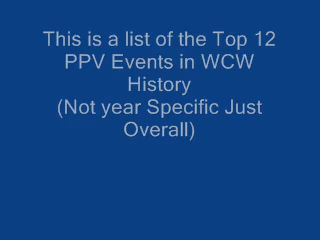 This is a list of the Top 12
PPV Events in WCW
History
(Not year Specific Just
Overall)